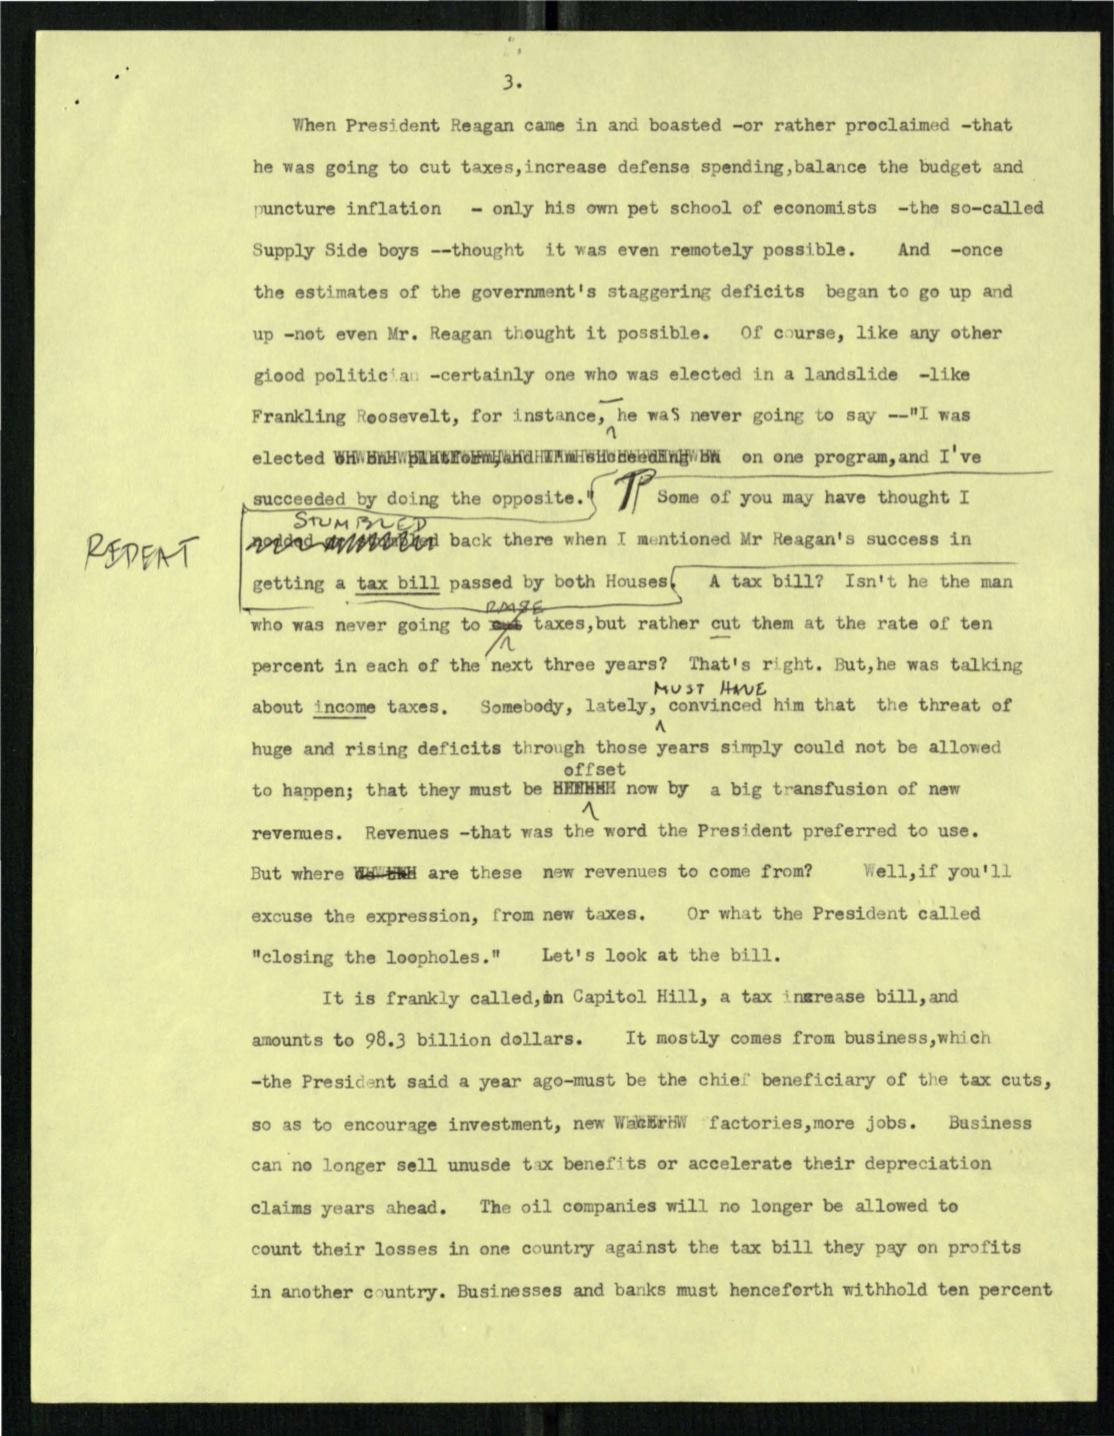 3.
When President Reagan came in and boasted -or rather proclaimed -that
he was going to cut taxes,increase defense spending,balance the budget and
puncture inflation - only his own pet school of economists -the so-called
Supply Side boys --thought it was even remotely possible. And -once
the estimates of the government's staggering deficits began to go up and
up -not even Mr. Reagan thought it possible. Of course, like any other
giood politician -certainly one who was elected in a landslide -like
Frankling Roosevelt, for instance, he was never going to say --"I was
elected on one program,and I've
succeeded by doing the opposite." Some of you may have thought I
STUMBLED
REPEAT
back there when I mentioned Mr Reagan's success in
getting a tax bill passed by both Houses. A tax bill? Isn't he the man
RAISE
who was never going to cut taxes,but rather cut them at the rate of ten
percent in each of the next three years? That's right. But,he was talking
MUST HAVE
about income taxes. Somebody, lately, convinced him that the threat of
huge and rising deficits through those years simply could not be allowed
offset
to happen; that they must be now by a big transfusion of new
revenues. Revenues -that was the word the President preferred to use.
But where are these new revenues to come from? Well,if you'll
excuse the expression, from new taxes. Or what the President called
"closing the loopholes." Let's look at the bill.
It is frankly called,on Capitol Hill, a tax increase bill,and
amounts to 98.3 billion dollars. It mostly comes from business,which
-the President said a year ago-must be the chief beneficiary of the tax cuts,
so as to encourage investment, new factories,more jobs. Business
can no longer sell unusde tax benefits or accelerate their depreciation
claims years ahead. The oil companies will no longer be allowed to
count their losses in one country against the tax bill they pay on profits
in another country. Businesses and banks must henceforth withhold ten percent